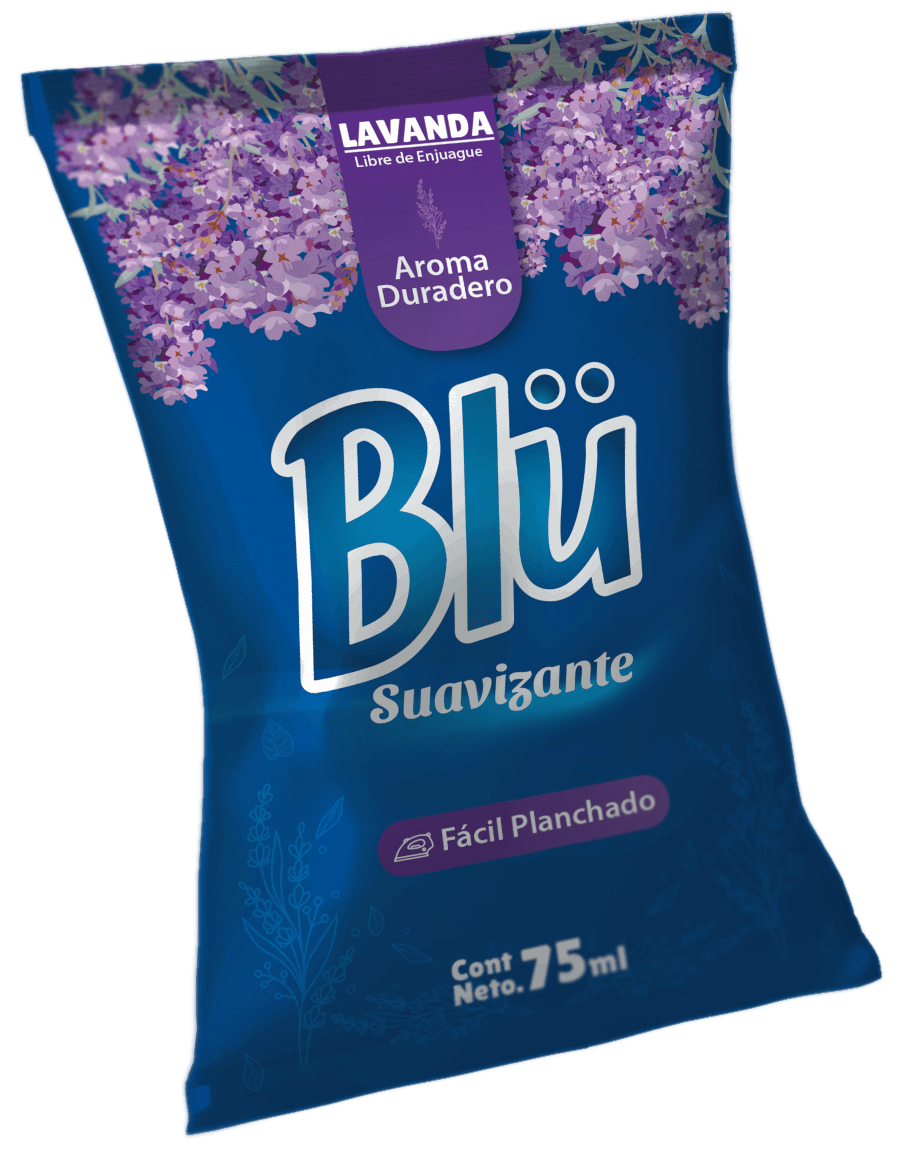 LAVANDA
Libre de Enjuague
Aroma
Duradero
Blü
Suavizante
Fácil Planchado
Cont
Neto. 75ml